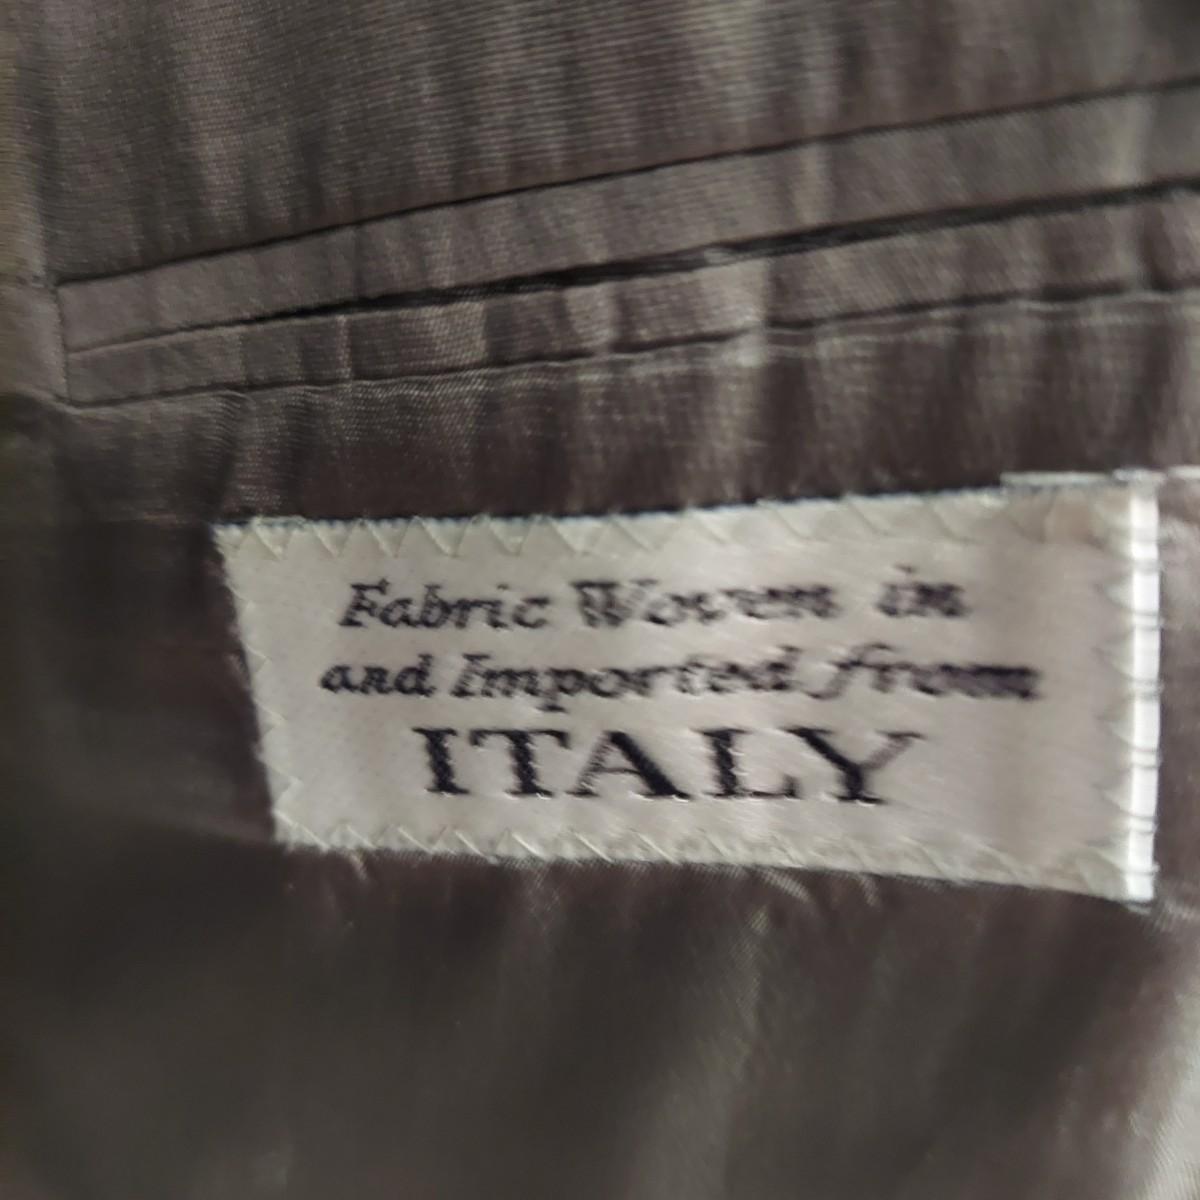 Fabric Woven in
and Imported from
ITALY